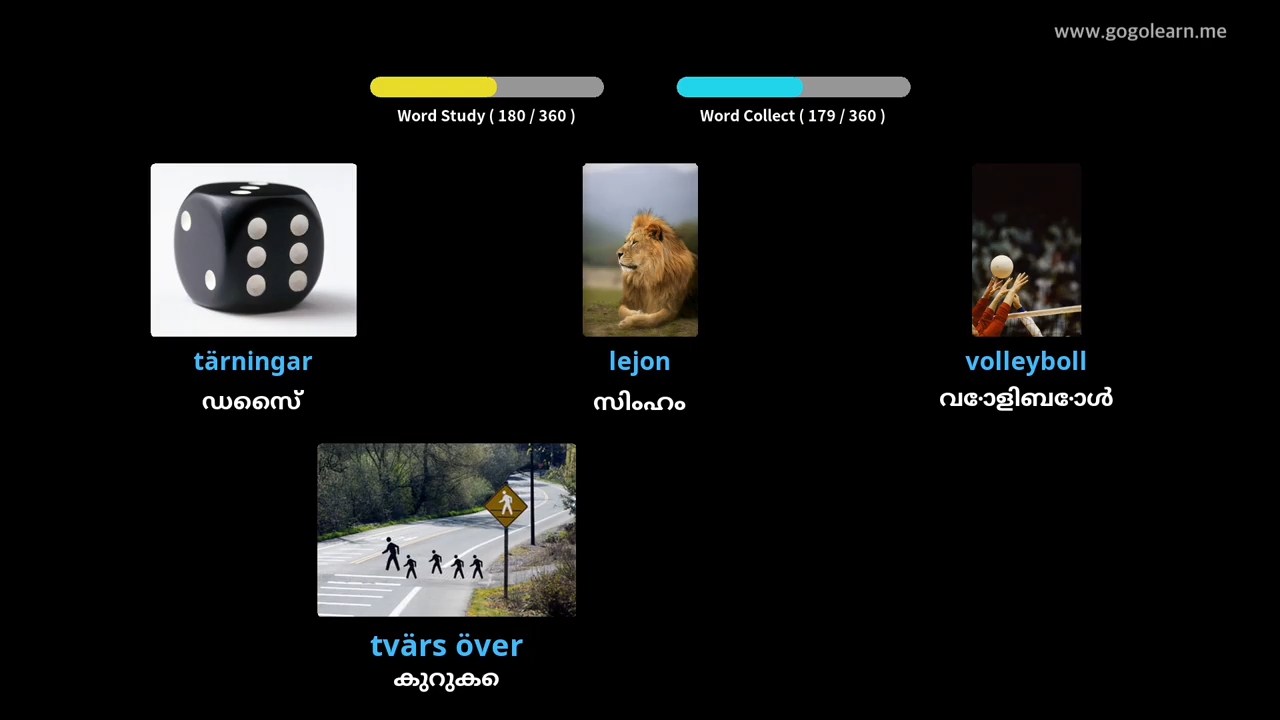 www.gogolearn.me
Word Study ( 180 / 360 )
Word Collect ( 179 / 360 )
tärningar
lejon
volleyboll
ഡൈസ്
സിംഹം
വോളിബോൾ
tvärs över
കുറുകെ